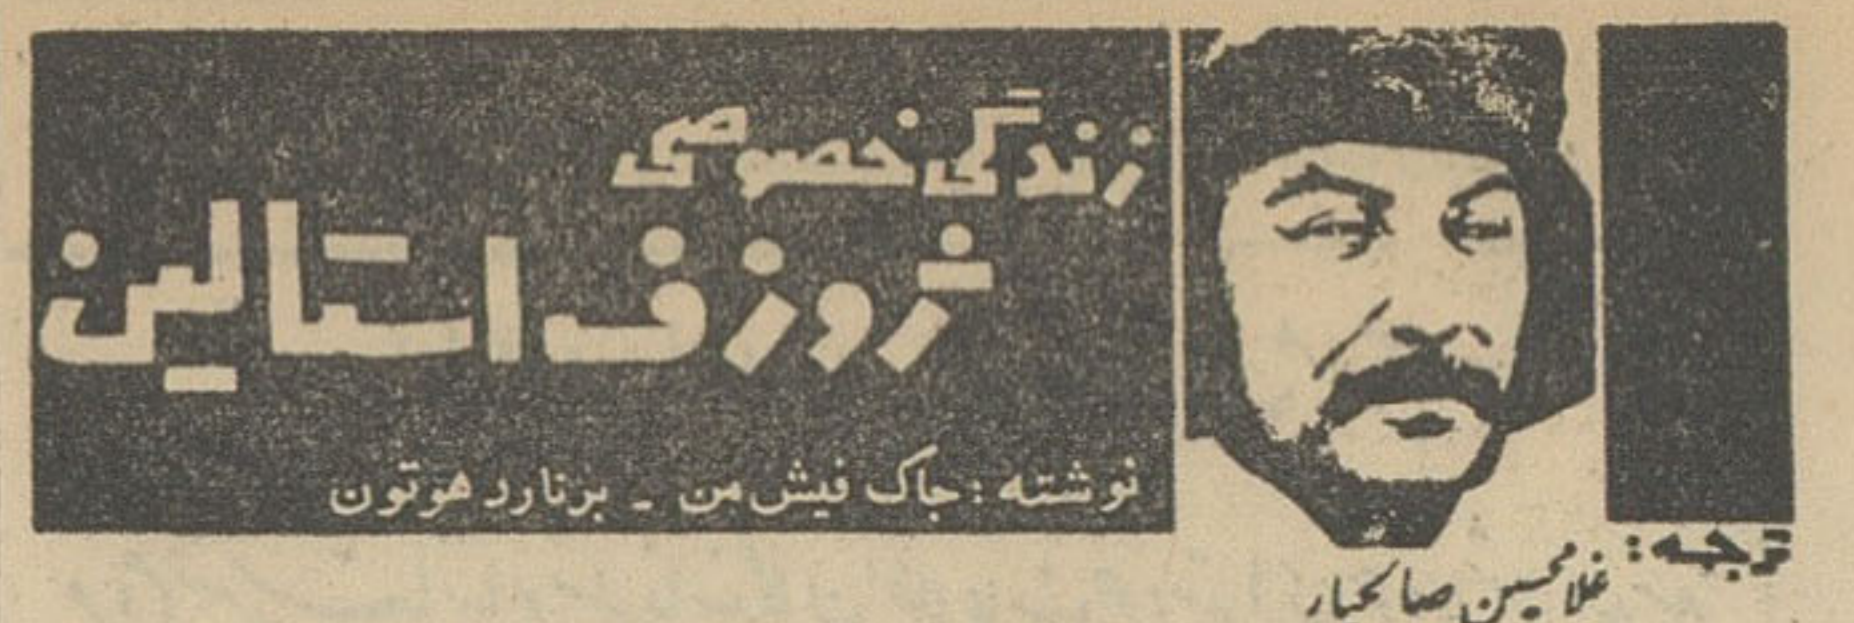 زندگی خصوصی
ژوزف استالین
نوشته : جاک فیش من - برنارد هوتون
ترجمه :
غلامحسین صالحیار